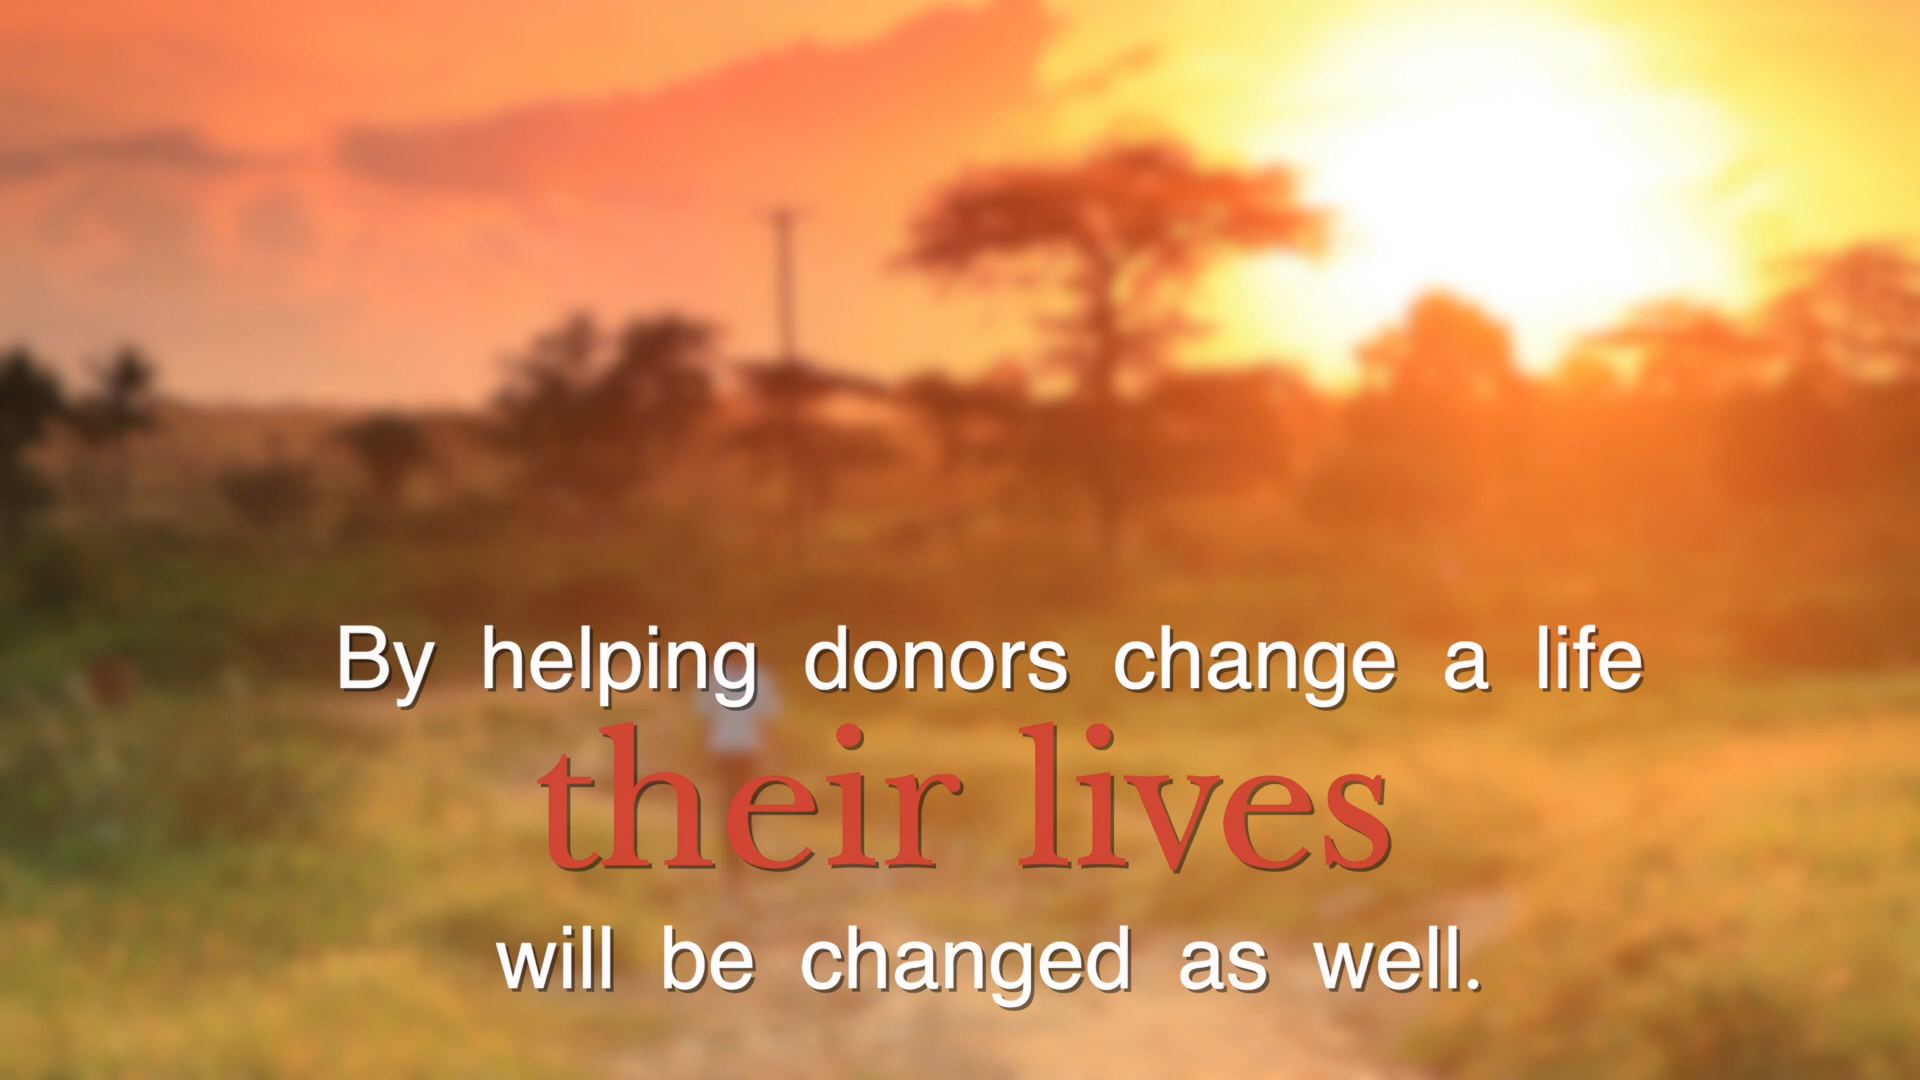 By helping donors change a life
their lives
will be changed as well.